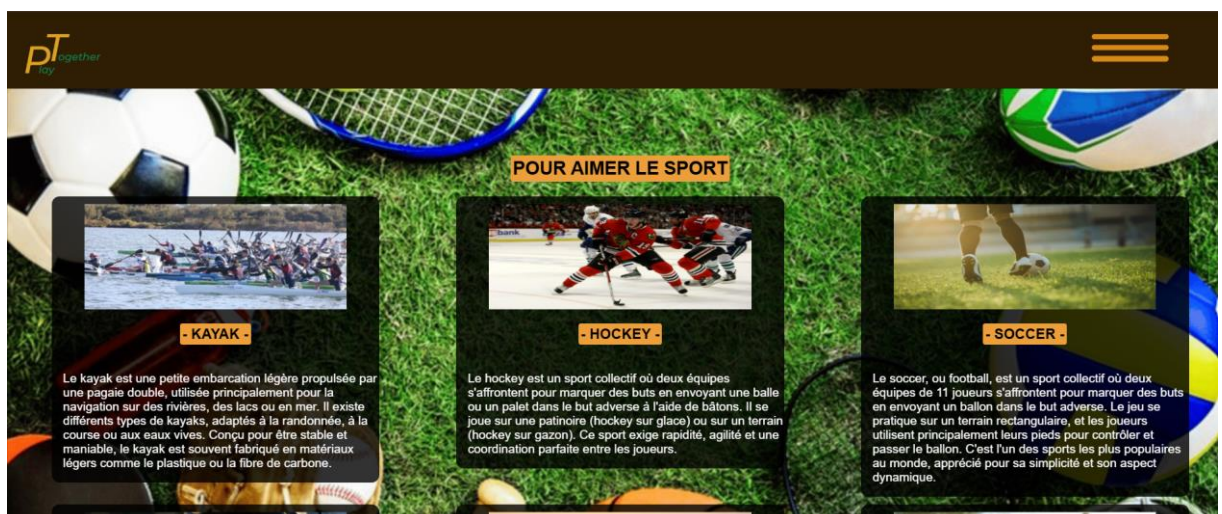 Play Together
POUR AIMER LE SPORT
bank
- KAYAK -
Le kayak est une petite embarcation légère propulsée par
une pagaie double, utilisée principalement pour la
navigation sur des rivières, des lacs ou en mer. Il existe
différents types de kayaks, adaptés à la randonnée, à la
course ou aux eaux vives. Conçu pour être stable et
maniable, le kayak est souvent fabriqué en matériaux
légers comme le plastique ou la fibre de carbone.
- HOCKEY -
Le hockey est un sport collectif où deux équipes
s'affrontent pour marquer des buts en envoyant une balle
ou un palet dans le but adverse à l'aide de bâtons. Il se
joue sur une patinoire (hockey sur glace) ou sur un terrain
(hockey sur gazon). Ce sport exige rapidité, agilité et une
coordination parfaite entre les joueurs.
- SOCCER -
Le soccer, ou football, est un sport collectif où deux
équipes de 11 joueurs s'affrontent pour marquer des buts
en envoyant un ballon dans le but adverse. Le jeu se
pratique sur un terrain rectangulaire, et les joueurs
utilisent principalement leurs pieds pour contrôler et
passer le ballon. C'est l'un des sports les plus populaires
au monde, apprécié pour sa simplicité et son aspect
dynamique.